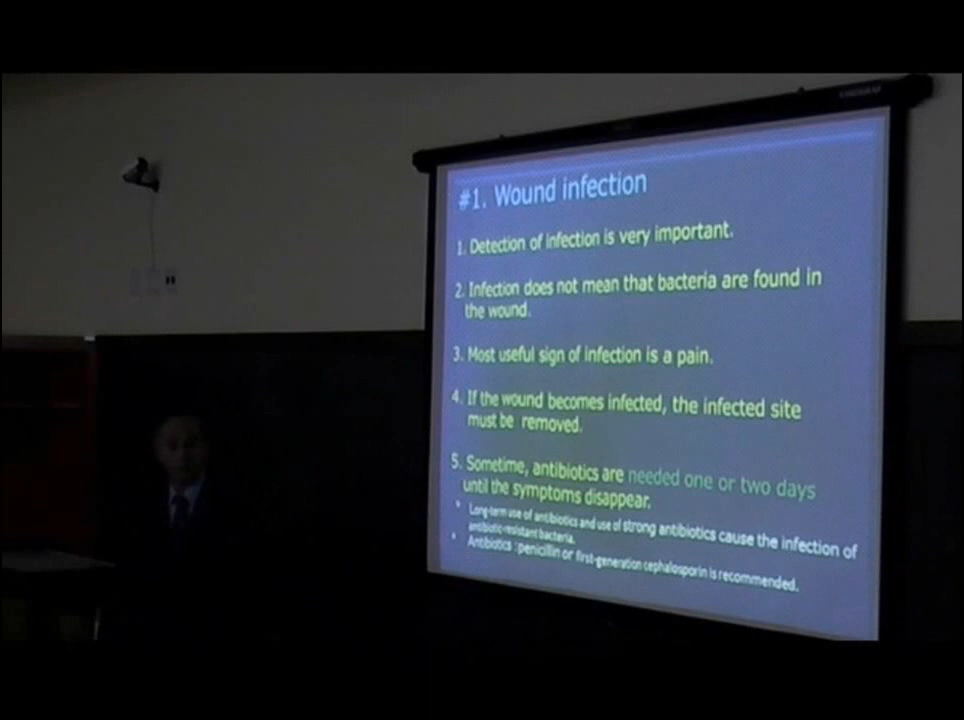 #1. Wound infection
1. Detection of infection is very important.
2. Infection does not mean that bacteria are found in
the wound.
3. Most useful sign of infection is a pain.
4. If the wound becomes infected, the infected site
must be removed.
5. Sometime, antibiotics are needed one or two days
until the symptoms disappear.
* Long-term use of antibiotics and use of strong antibiotics cause the infection of
antibiotic-resistant bacteria.
* Antibiotics : penicillin or first-generation cephalosporin is recommended.